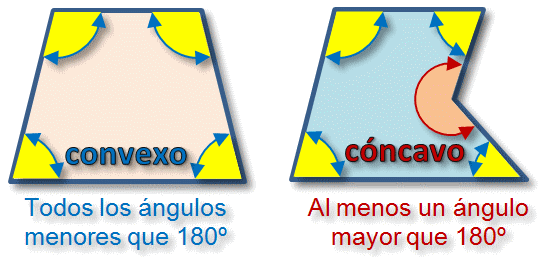 convexo
Todos los ángulos
menores que 180º
cóncavo
Al menos un ángulo
mayor que 180º